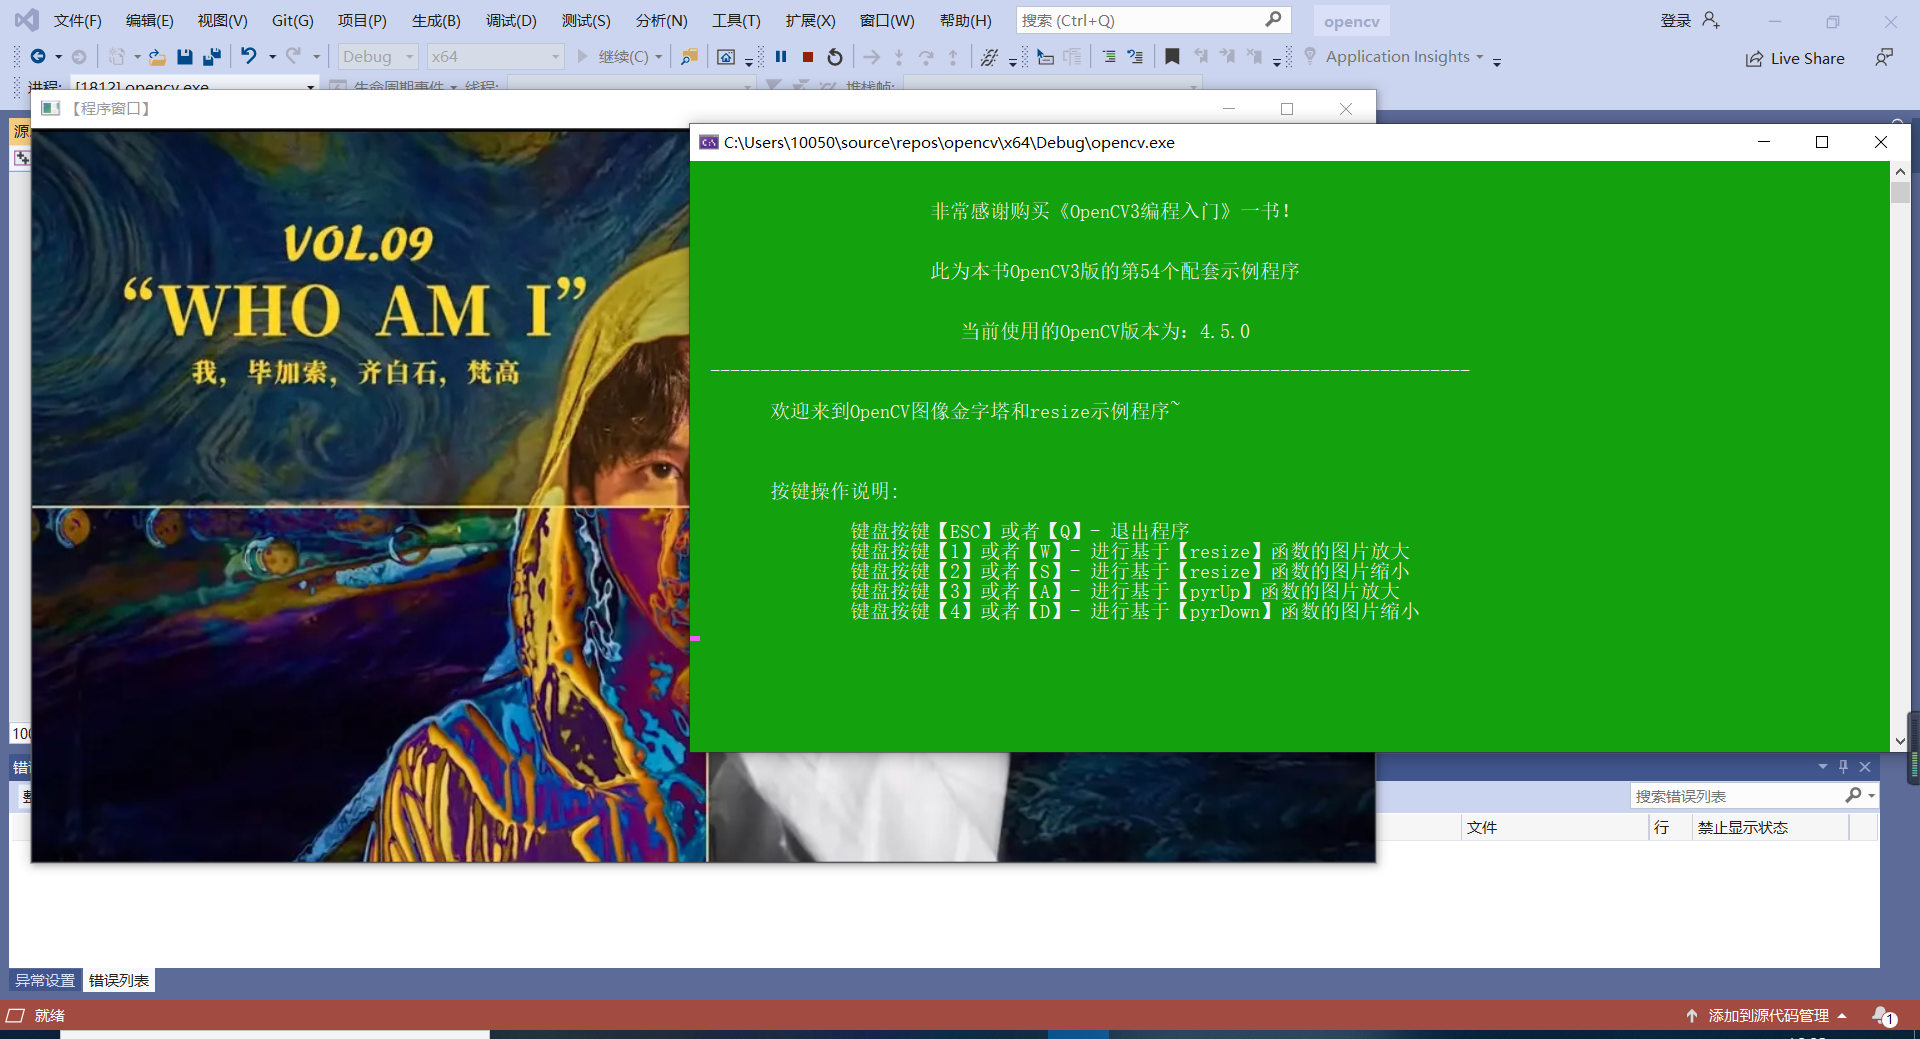 文件(F) 编辑(E) 视图(V) Git(G) 项目(P) 生成(B) 调试(D) 测试(S) 分析(N) 工具(T) 扩展(X) 窗口(W) 帮助(H) 搜索 (Ctrl+Q) opencv 登录
Debug x64 继续(C) Application Insights Live Share
进程: [1812] opencv.exe 生命周期事件 线程: 堆栈帧:
【程序窗口】
C:\Users\10050\source\repos\opencv\x64\Debug\opencv.exe
VOL.09
“WHO AM I”
我，毕加索，齐白石，梵高
非常感谢购买《OpenCV3编程入门》一书！
此为本书OpenCV3版的第54个配套示例程序
当前使用的OpenCV版本为：4.5.0
----------------------------------------------------------------------------
欢迎来到OpenCV图像金字塔和resize示例程序~
按键操作说明:
键盘按键【ESC】或者【Q】- 退出程序
键盘按键【1】或者【W】- 进行基于【resize】函数的图片放大
键盘按键【2】或者【S】- 进行基于【resize】函数的图片缩小
键盘按键【3】或者【A】- 进行基于【pyrUp】函数的图片放大
键盘按键【4】或者【D】- 进行基于【pyrDown】函数的图片缩小
搜索错误列表
文件 行 禁止显示状态
异常设置 错误列表
就绪 添加到源代码管理 1